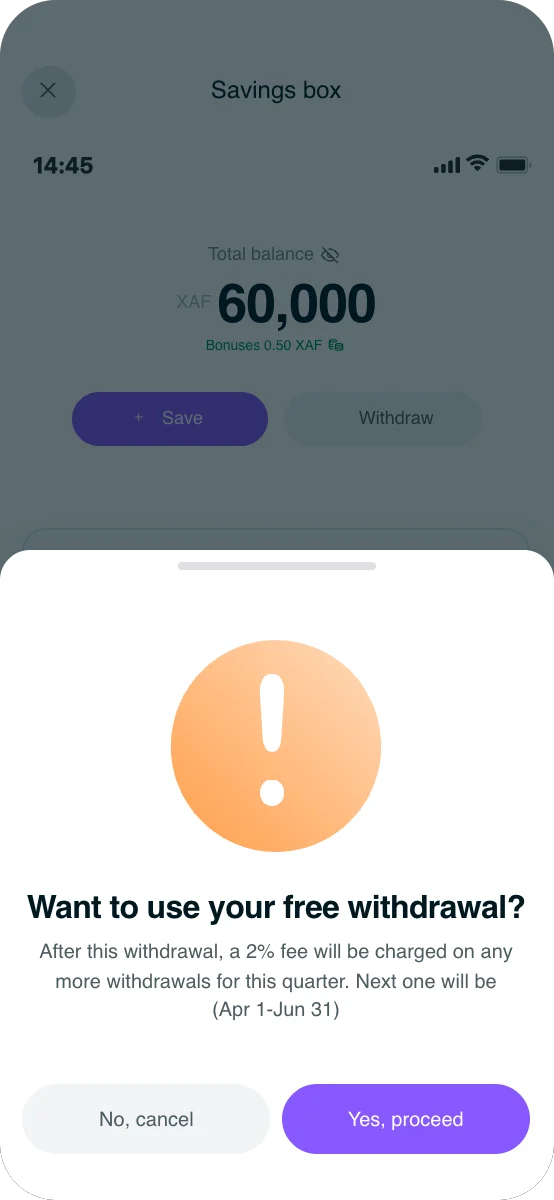 Savings box
14:45
Total balance
XAF 60,000
Bonuses 0.50 XAF
+ Save
Withdraw
Want to use your free withdrawal?
After this withdrawal, a 2% fee will be charged on any
more withdrawals for this quarter. Next one will be
(Apr 1-Jun 31)
No, cancel
Yes, proceed